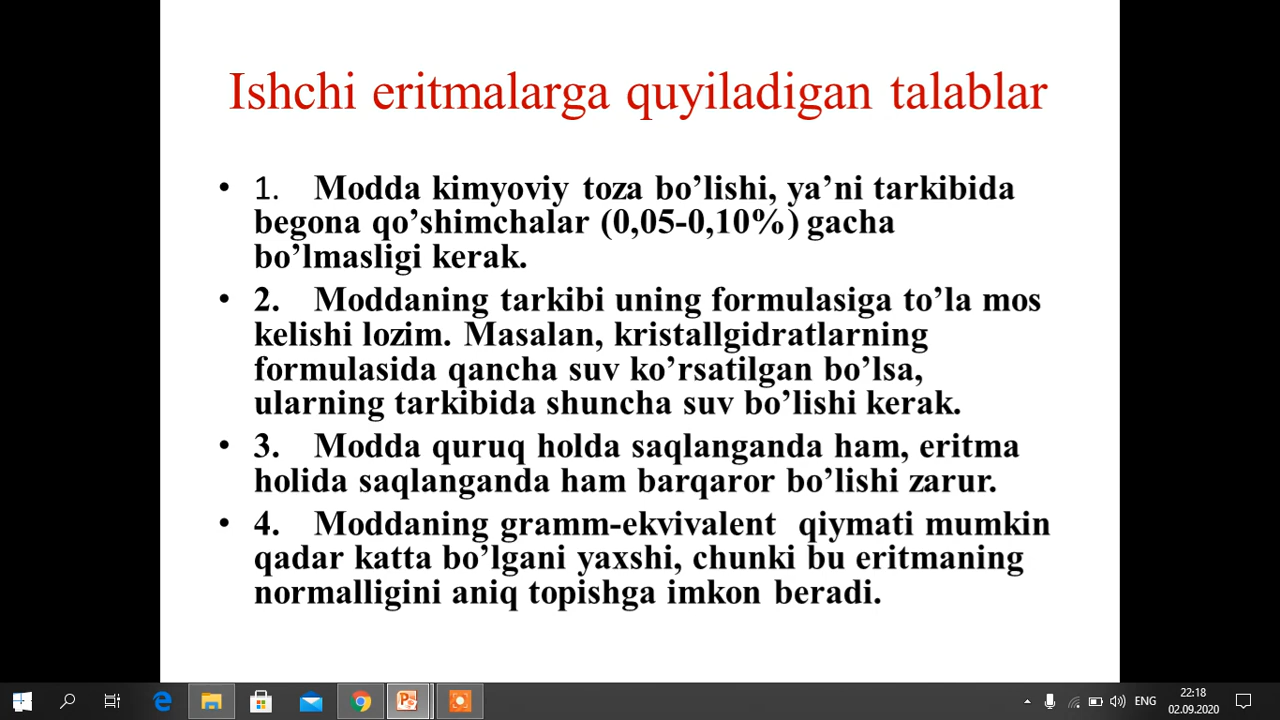 Ishchi eritmalarga quyiladigan talablar
• 1. Modda kimyoviy toza bo’lishi, ya’ni tarkibida
begona qo’shimchalar (0,05-0,10%) gacha
bo’lmasligi kerak.
• 2. Moddaning tarkibi uning formulasiga to’la mos
kelishi lozim. Masalan, kristallgidratlarning
formulasida qancha suv ko’rsatilgan bo’lsa,
ularning tarkibida shuncha suv bo’lishi kerak.
• 3. Modda quruq holda saqlanganda ham, eritma
holida saqlanganda ham barqaror bo’lishi zarur.
• 4. Moddaning gramm-ekvivalent qiymati mumkin
qadar katta bo’lgani yaxshi, chunki bu eritmaning
normalligini aniq topishga imkon beradi.
ENG
22:18
02.09.2020